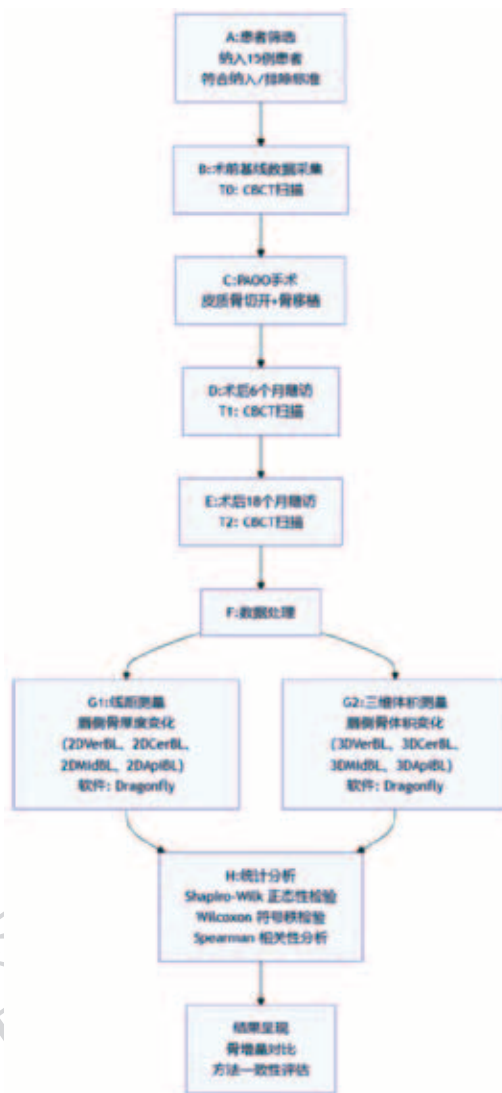 A:患者筛选
纳入15例患者
符合纳入/排除标准
B:术前基线数据采集
T0: CBCT扫描
C:PAOO手术
皮质骨切开+骨移植
D:术后6个月随访
T1: CBCT扫描
E:术后18个月随访
T2: CBCT扫描
F:数据处理
G1:线距测量
唇侧骨厚度变化
(2DVerBL、2DCerBL、
2DMidBL、2DApiBL)
软件: Dragonfly
G2:三维体积测量
唇侧骨体积变化
(3DVerBL、3DCerBL、
3DMidBL、3DApiBL)
软件: Dragonfly
H:统计分析
Shapiro-Wilk 正态性检验
Wilcoxon 符号秩检验
Spearman 相关性分析
结果呈现
骨增量对比
方法一致性评估